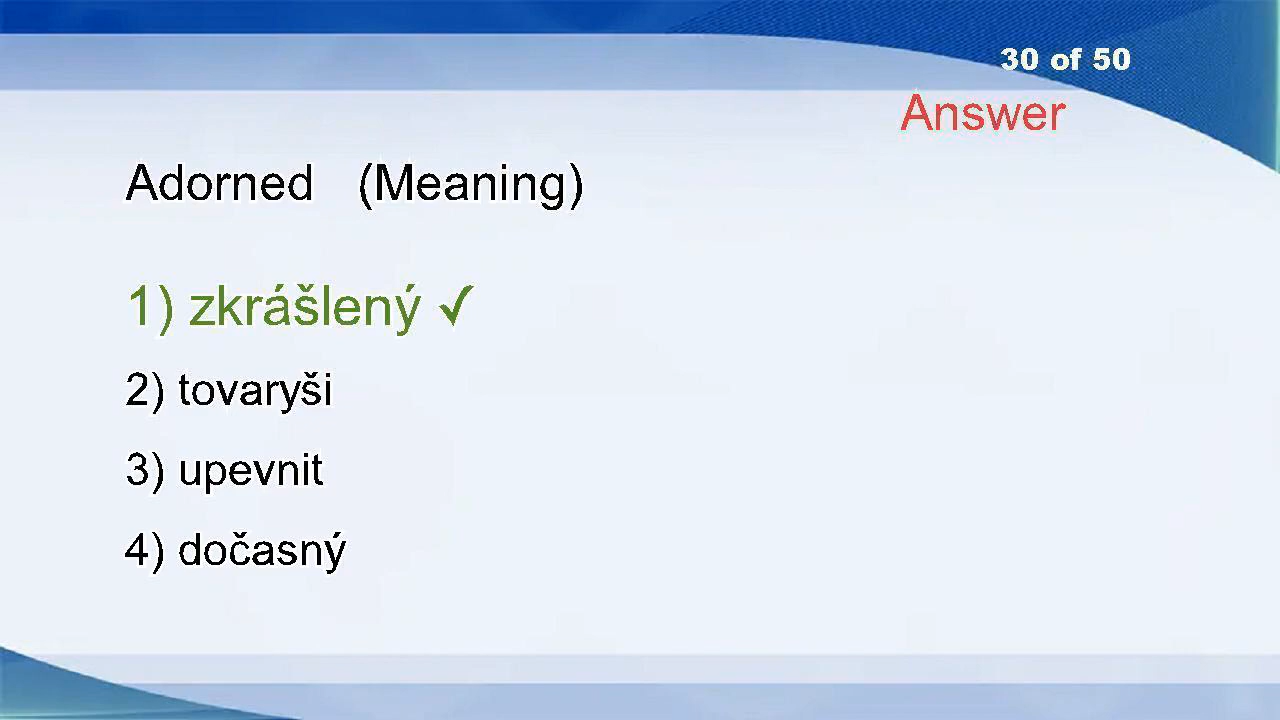 30 of 50
Answer
Adorned (Meaning)
1) zkrášlený ✓
2) tovaryši
3) upevnit
4) dočasný